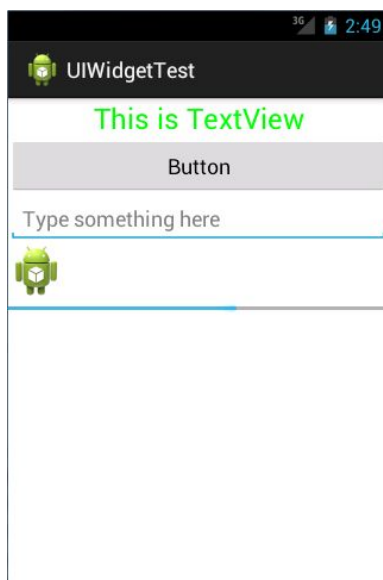 3G 2:49
UIWidgetTest
This is TextView
Button
Type something here